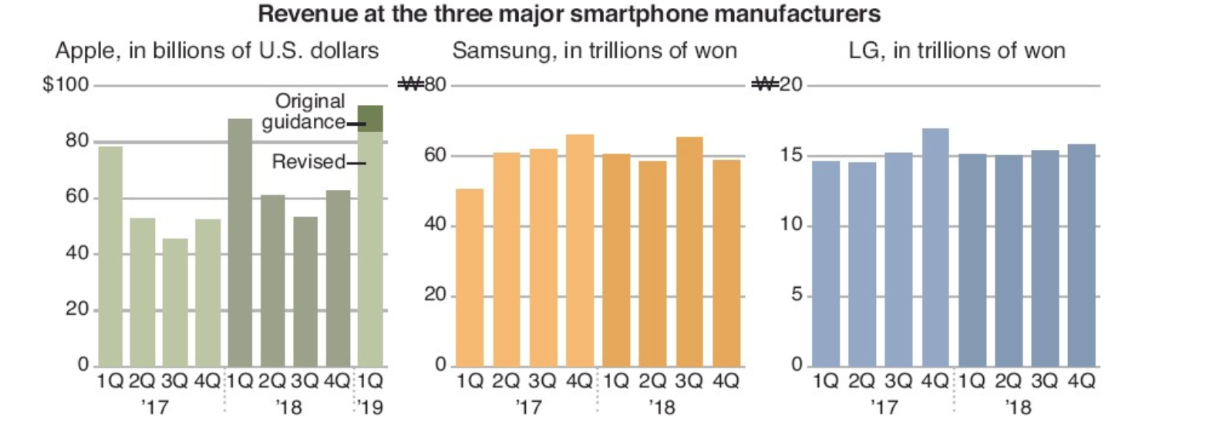 Revenue at the three major smartphone manufacturers
Apple, in billions of U.S. dollars
$100
80
60
40
20
0
Original
guidance
Revised
1Q 2Q 3Q 4Q 1Q 2Q 3Q 4Q 1Q
’17 ’18 ’19
Samsung, in trillions of won
₩80
60
40
20
0
1Q 2Q 3Q 4Q 1Q 2Q 3Q 4Q
’17 ’18
LG, in trillions of won
₩20
15
10
5
0
1Q 2Q 3Q 4Q 1Q 2Q 3Q 4Q
’17 ’18